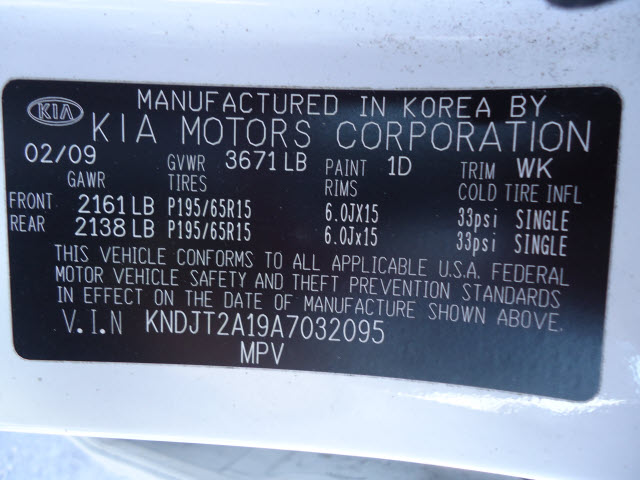 KIA MANUFACTURED IN KOREA BY
KIA MOTORS CORPORATION
02/09 GVWR 3671 LB PAINT 1D TRIM WK
GAWR TIRES RIMS COLD TIRE INFL
FRONT 2161 LB P195/65R15 6.0JX15 33psi SINGLE
REAR 2138 LB P195/65R15 6.0Jx15 33psi SINGLE
THIS VEHICLE CONFORMS TO ALL APPLICABLE U.S.A. FEDERAL
MOTOR VEHICLE SAFETY AND THEFT PREVENTION STANDARDS
IN EFFECT ON THE DATE OF MANUFACTURE SHOWN ABOVE.
V.I.N KNDJT2A19A7032095
MPV